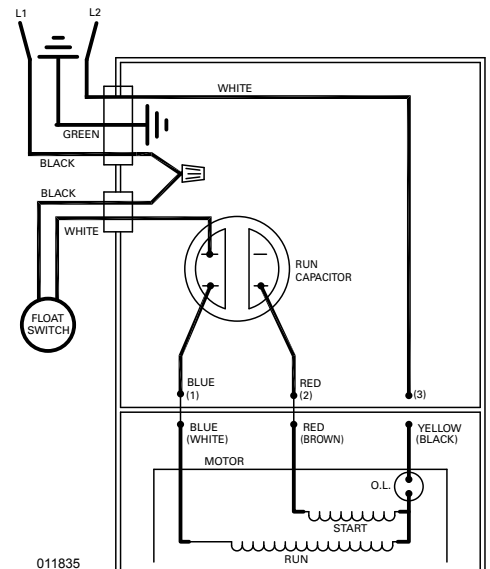 L1
L2
WHITE
GREEN
BLACK
BLACK
WHITE
RUN
CAPACITOR
FLOAT
SWITCH
BLUE
(1)
RED
(2)
(3)
BLUE
(WHITE)
RED
(BROWN)
YELLOW
(BLACK)
MOTOR
O.L.
START
RUN
011835